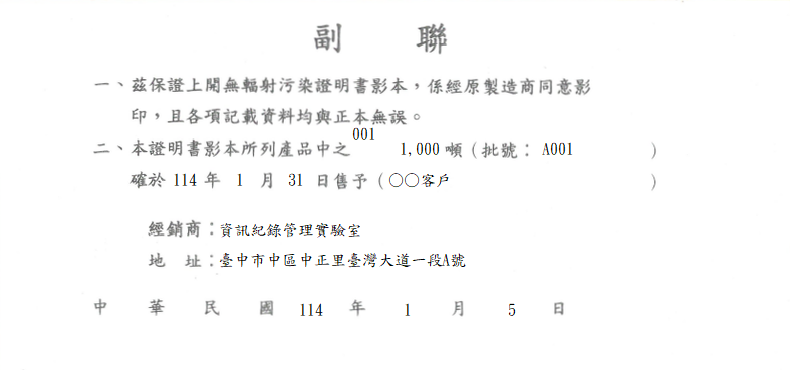 副 聯
一、茲保證上開無輻射污染證明書影本，係經原製造商同意影
印，且各項記載資料均與正本無誤。
二、本證明書影本所列產品中之 001 1,000 噸（批號： A001 ）
確於 114 年 1 月 31 日售予（○○客戶 ）
經銷商：資訊紀錄管理實驗室
地 址：臺中市中區中正里臺灣大道一段A號
中 華 民 國 114 年 1 月 5 日